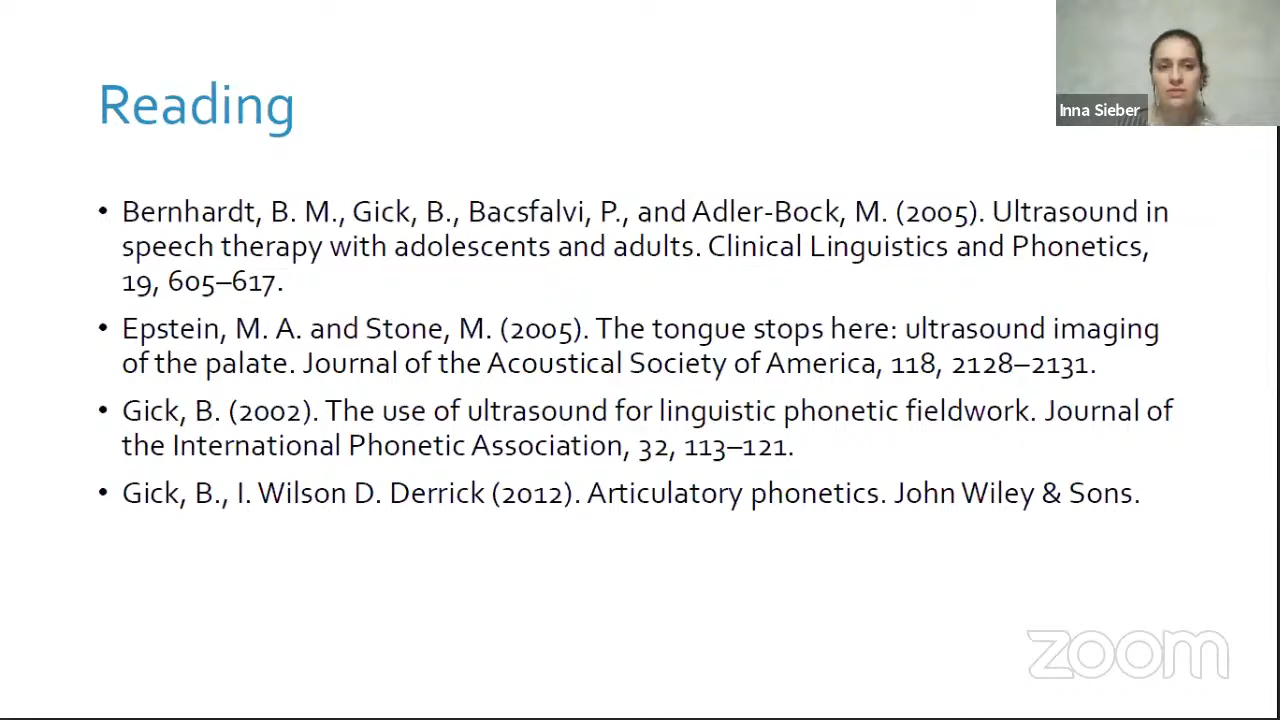 Inna Sieber
Reading
• Bernhardt, B. M., Gick, B., Bacsfalvi, P., and Adler-Bock, M. (2005). Ultrasound in
speech therapy with adolescents and adults. Clinical Linguistics and Phonetics,
19, 605–617.
• Epstein, M. A. and Stone, M. (2005). The tongue stops here: ultrasound imaging
of the palate. Journal of the Acoustical Society of America, 118, 2128–2131.
• Gick, B. (2002). The use of ultrasound for linguistic phonetic fieldwork. Journal of
the International Phonetic Association, 32, 113–121.
• Gick, B., I. Wilson D. Derrick (2012). Articulatory phonetics. John Wiley & Sons.
zoom